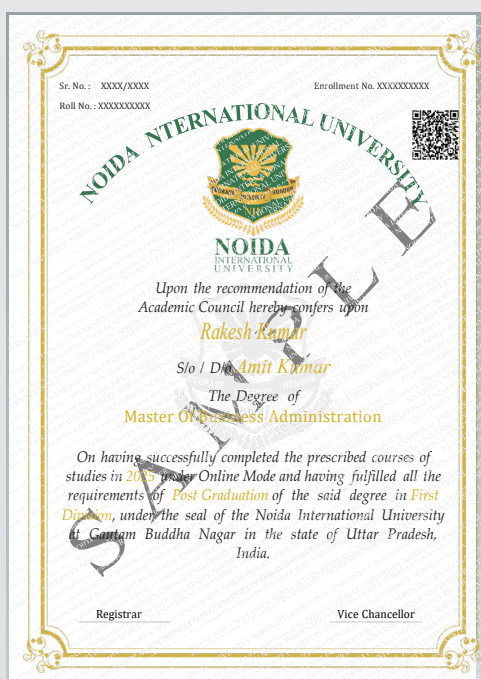 Sr. No. : XXXX/XXXX
Enrollment No. XXXXXXXXXX
Roll No. : XXXXXXXXXX
NOIDA NTERNATIONAL UNIVERSITY
NOIDA
INTERNATIONAL
UNIVERSITY
Upon the recommendation of the
Academic Council hereby confers upon
Rakesh Kumar
S/o / D/o Amit Kumar
The Degree of
Master Of Business Administration
On having successfully completed the prescribed courses of
studies in 2025 under Online Mode and having fulfilled all the
requirements of Post Graduation of the said degree in First
Division, under the seal of the Noida International University
at Gautam Buddha Nagar in the state of Uttar Pradesh,
India.
SAMPLE
Registrar
Vice Chancellor